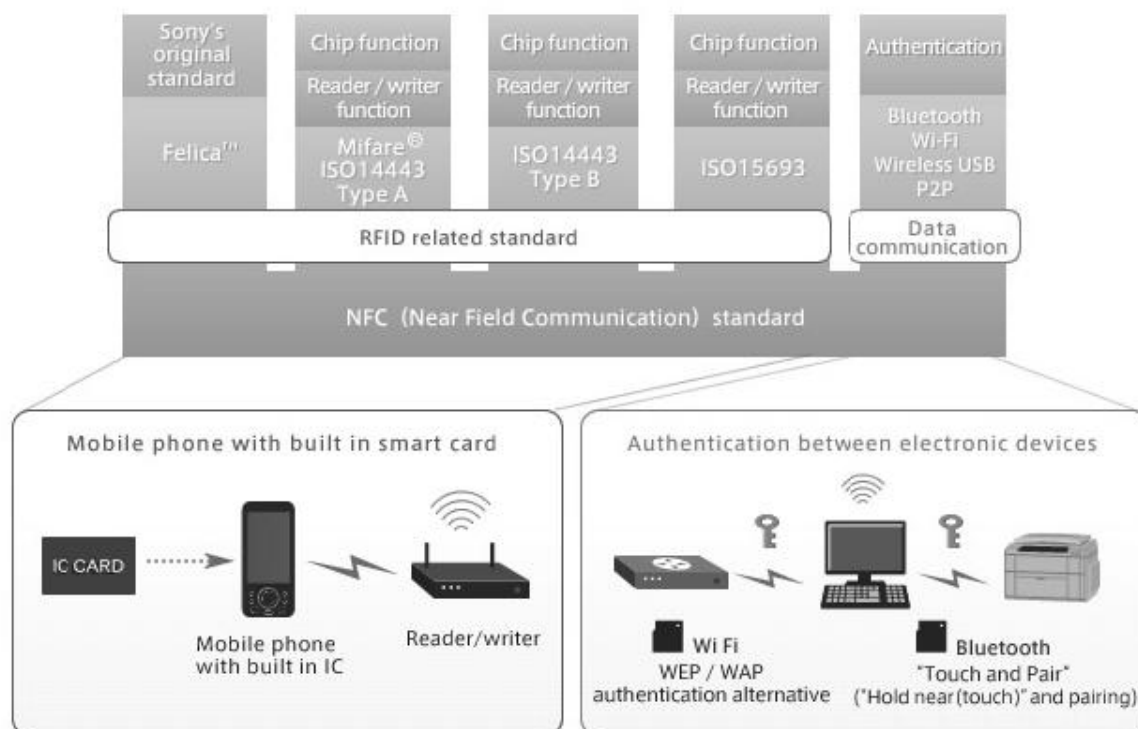 Sony's
original
standard
Felica™
Chip function
Reader / writer
function
Mifare®
ISO14443
Type A
Chip function
Reader / writer
function
ISO14443
Type B
Chip function
Reader / writer
function
ISO15693
Authentication
Bluetooth
Wi-Fi
Wireless USB
P2P
RFID related standard
Data
communication
NFC (Near Field Communication) standard
Mobile phone with built in smart card
IC CARD
Mobile phone
with built in IC
Reader/writer
Authentication between electronic devices
Wi Fi
WEP / WAP
authentication alternative
Bluetooth
"Touch and Pair"
("Hold near(touch)" and pairing)